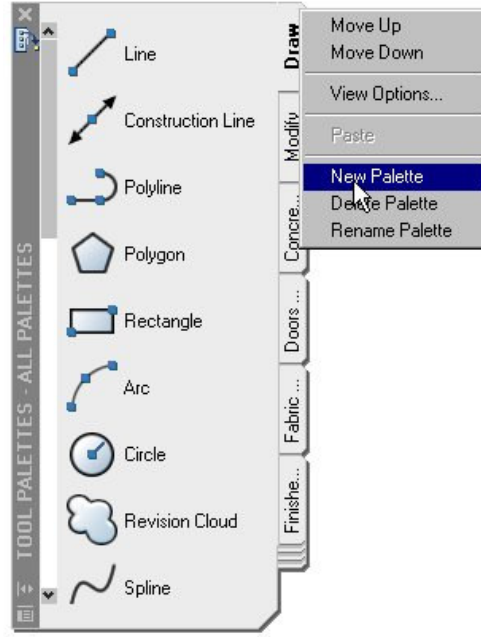 TOOL PALETTES - ALL PALETTES
Line
Construction Line
Polyline
Polygon
Rectangle
Arc
Circle
Revision Cloud
Spline
Draw
Modify
Concre...
Doors ...
Fabric ...
Finishe...
Move Up
Move Down
View Options...
Paste
New Palette
Delete Palette
Rename Palette